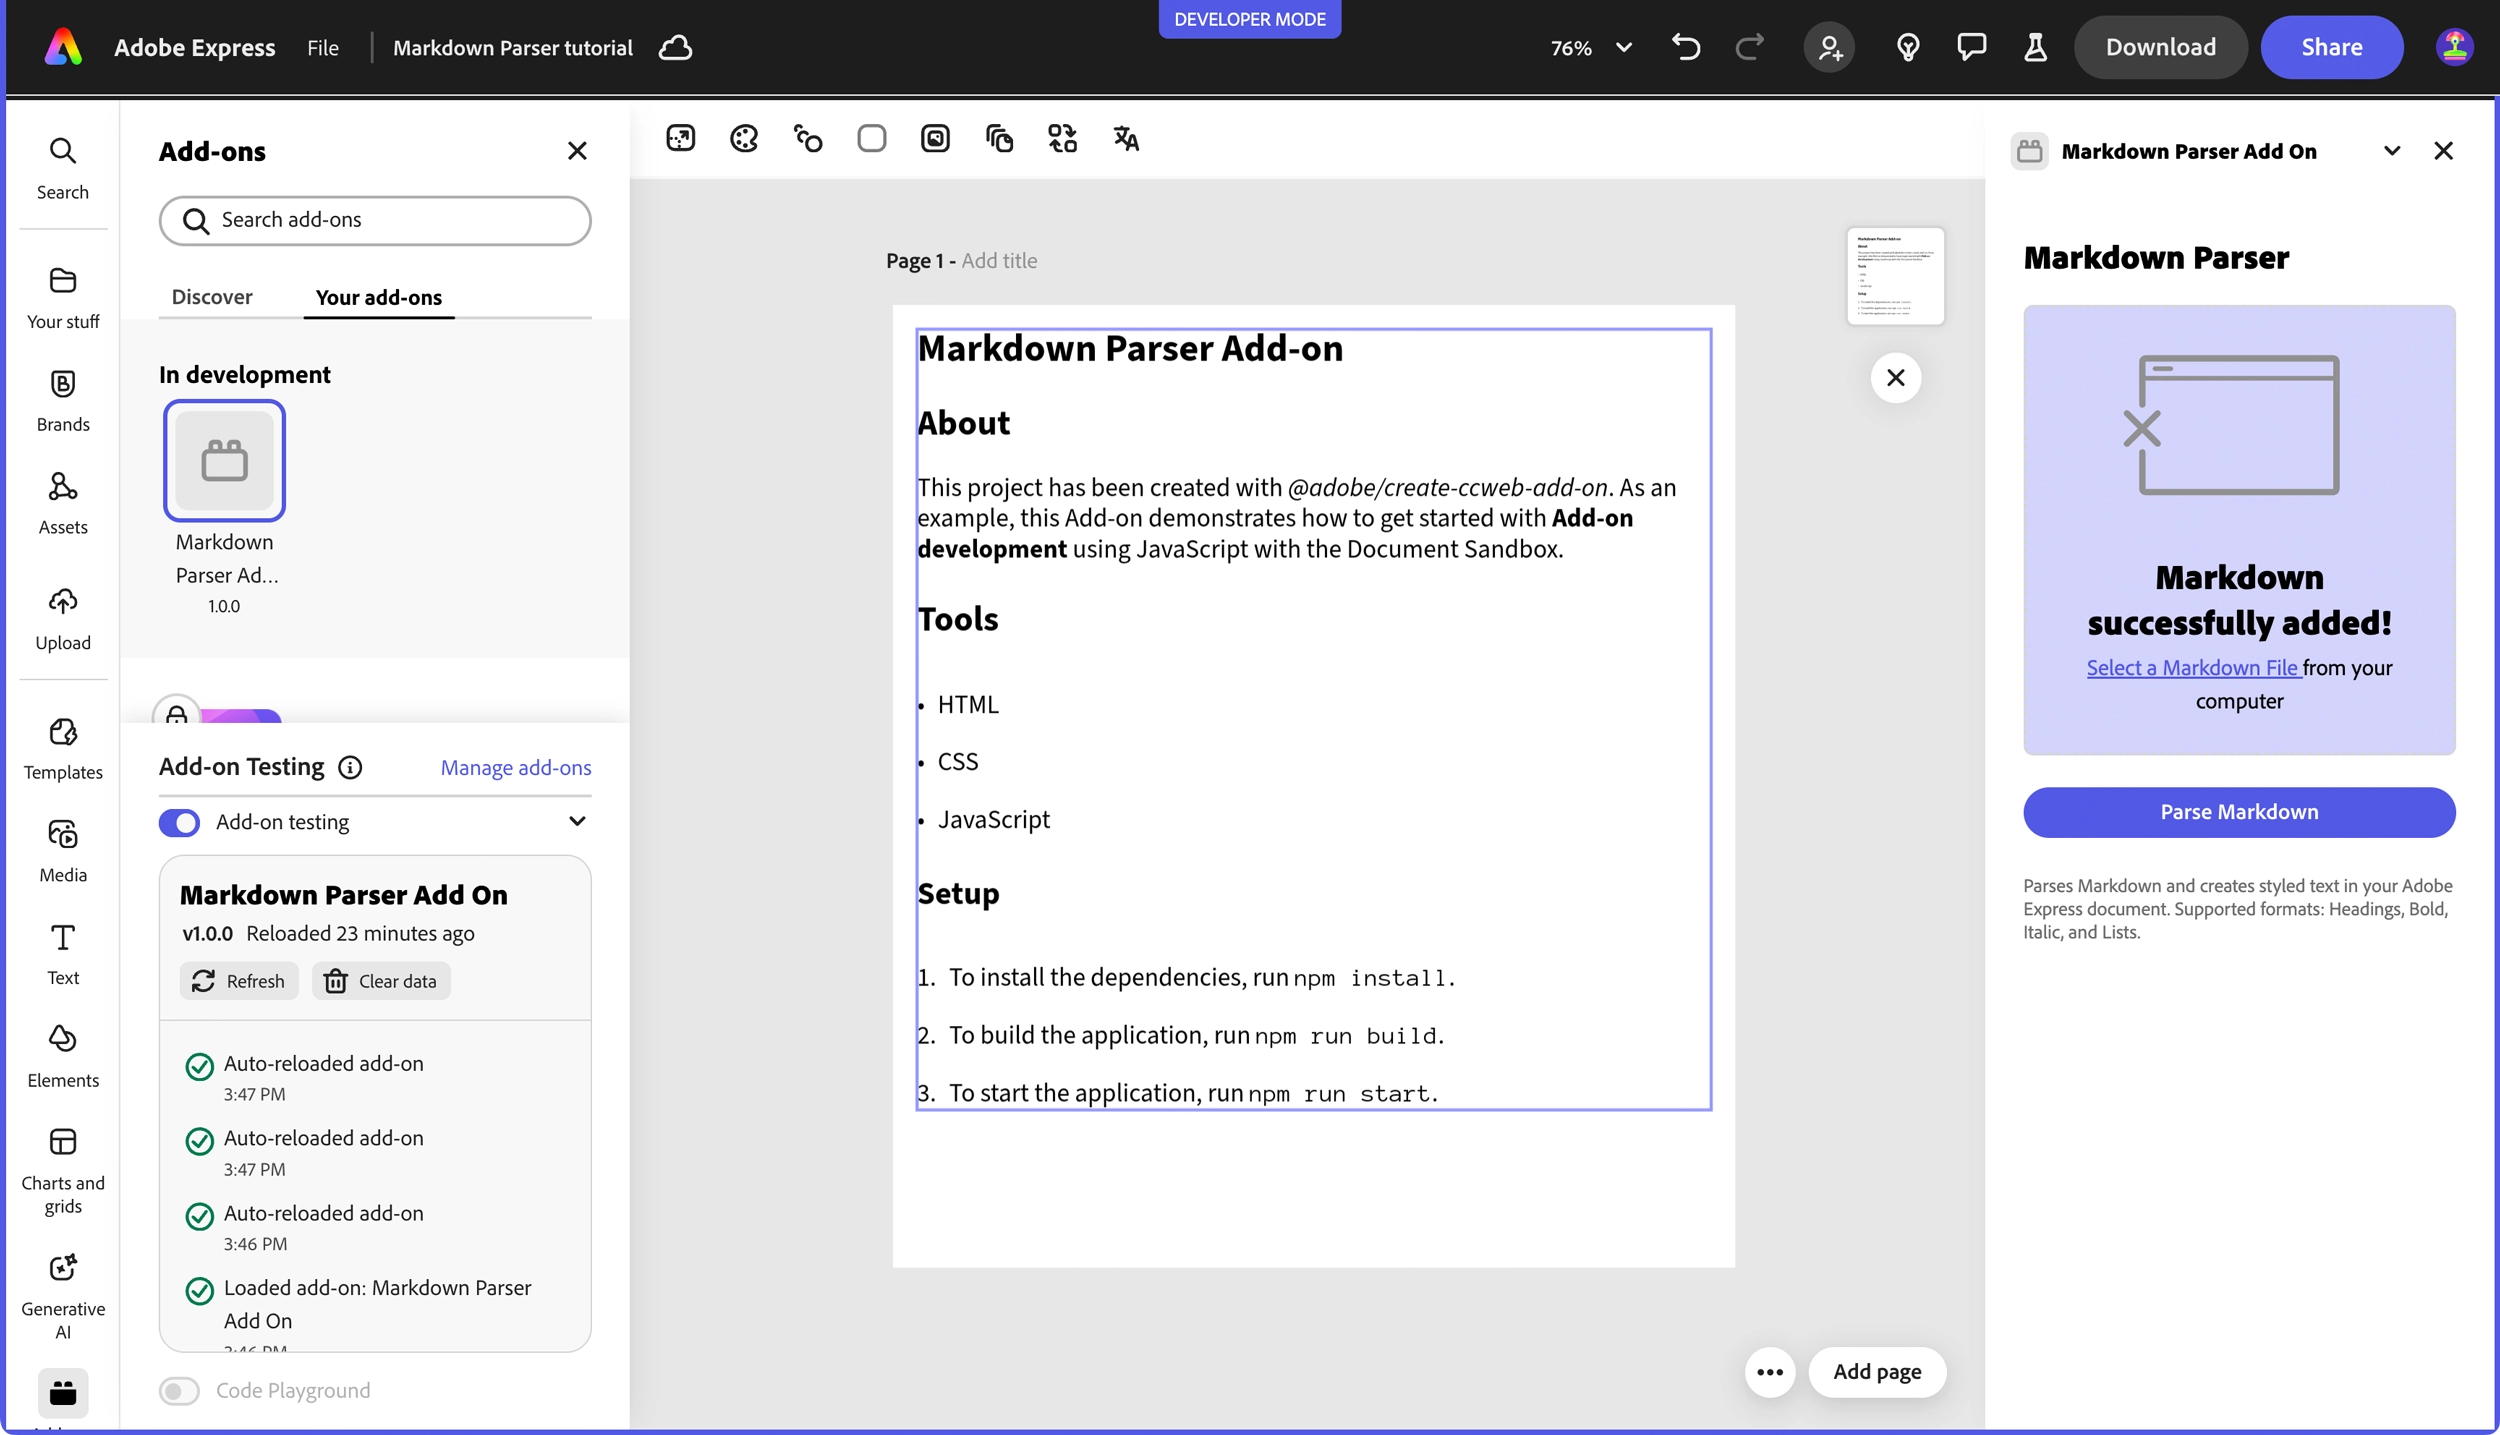 DEVELOPER MODE
Adobe Express
File
Markdown Parser tutorial
76%
Download
Share
Search
Your stuff
Brands
Assets
Upload
Templates
Media
Text
Elements
Charts and
grids
Generative
AI
Add-ons
Search add-ons
Discover
Your add-ons
In development
Markdown
Parser Ad...
1.0.0
Add-on Testing
Manage add-ons
Add-on testing
Markdown Parser Add On
v1.0.0 Reloaded 23 minutes ago
Refresh
Clear data
Auto-reloaded add-on
3:47 PM
Auto-reloaded add-on
3:47 PM
Auto-reloaded add-on
3:46 PM
Loaded add-on: Markdown Parser
Add On
3:46 PM
Code Playground
Page 1 - Add title
Markdown Parser Add-on
About
This project has been created with @adobe/create-ccweb-add-on. As an
example, this Add-on demonstrates how to get started with Add-on
development using JavaScript with the Document Sandbox.
Tools
• HTML
• CSS
• JavaScript
Setup
1. To install the dependencies, run npm install.
2. To build the application, run npm run build.
3. To start the application, run npm run start.
Add page
Markdown Parser Add On
Markdown Parser
Markdown
successfully added!
Select a Markdown File from your
computer
Parse Markdown
Parses Markdown and creates styled text in your Adobe
Express document. Supported formats: Headings, Bold,
Italic, and Lists.